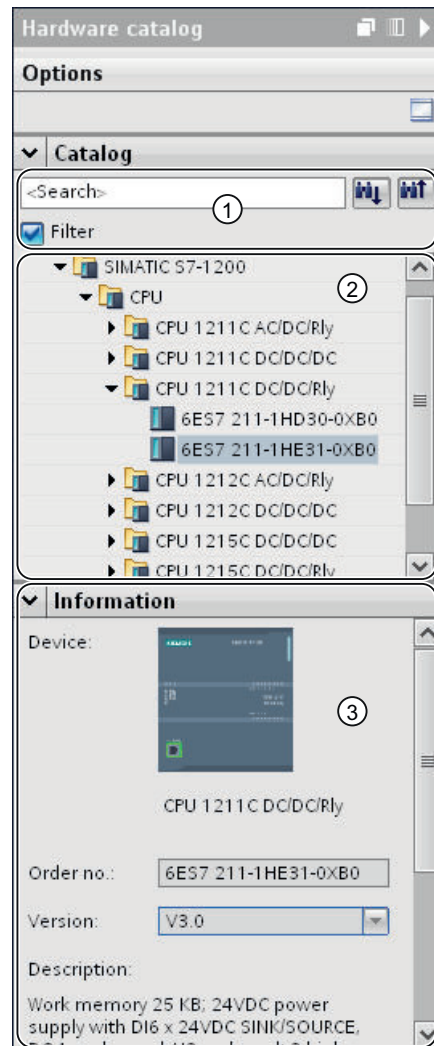 Hardware catalog
Options
Catalog
<Search>
1
Filter
2
SIMATIC S7-1200
CPU
CPU 1211C AC/DC/Rly
CPU 1211C DC/DC/DC
CPU 1211C DC/DC/Rly
6ES7 211-1HD30-0XB0
6ES7 211-1HE31-0XB0
CPU 1212C AC/DC/Rly
CPU 1212C DC/DC/DC
CPU 1215C DC/DC/DC
CPU 1215C DC/DC/Rly
Information
Device:
SIEMENS
3
CPU 1211C DC/DC/Rly
Order no.: 6ES7 211-1HE31-0XB0
Version: V3.0
Description:
Work memory 25 KB; 24VDC power
supply with DI6 x 24VDC SINK/SOURCE,